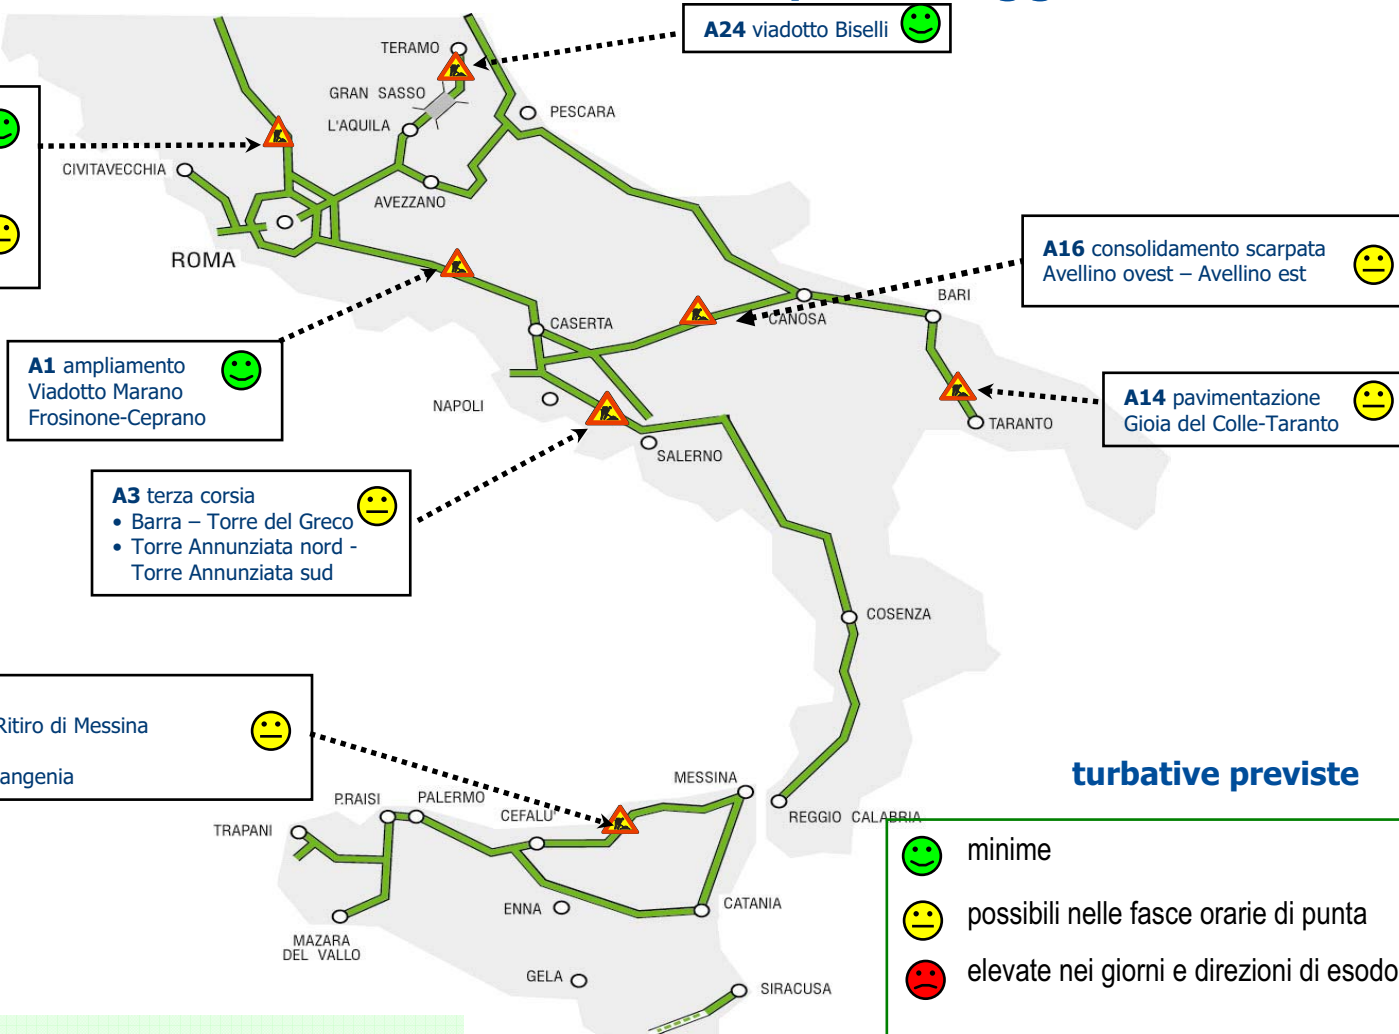 A24 viadotto Biselli
TERAMO
GRAN SASSO
PESCARA
L'AQUILA
CIVITAVECCHIA
AVEZZANO
ROMA
A16 consolidamento scarpata
Avellino ovest – Avellino est
BARI
CANOSA
CASERTA
A1 ampliamento
Viadotto Marano
Frosinone-Ceprano
A14 pavimentazione
Gioia del Colle-Taranto
NAPOLI
TARANTO
SALERNO
A3 terza corsia
• Barra – Torre del Greco
• Torre Annunziata nord -
Torre Annunziata sud
COSENZA
Ritiro di Messina
angenia
turbative previste
MESSINA
P.RAISI
PALERMO
CEFALU'
REGGIO CALABRIA
TRAPANI
minime
ENNA
CATANIA
possibili nelle fasce orarie di punta
MAZARA
DEL VALLO
GELA
elevate nei giorni e direzioni di esodo
SIRACUSA